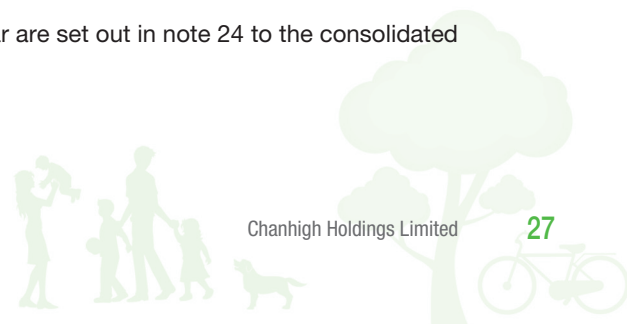 are set out in note 24 to the consolidated
Chanhigh Holdings Limited 27